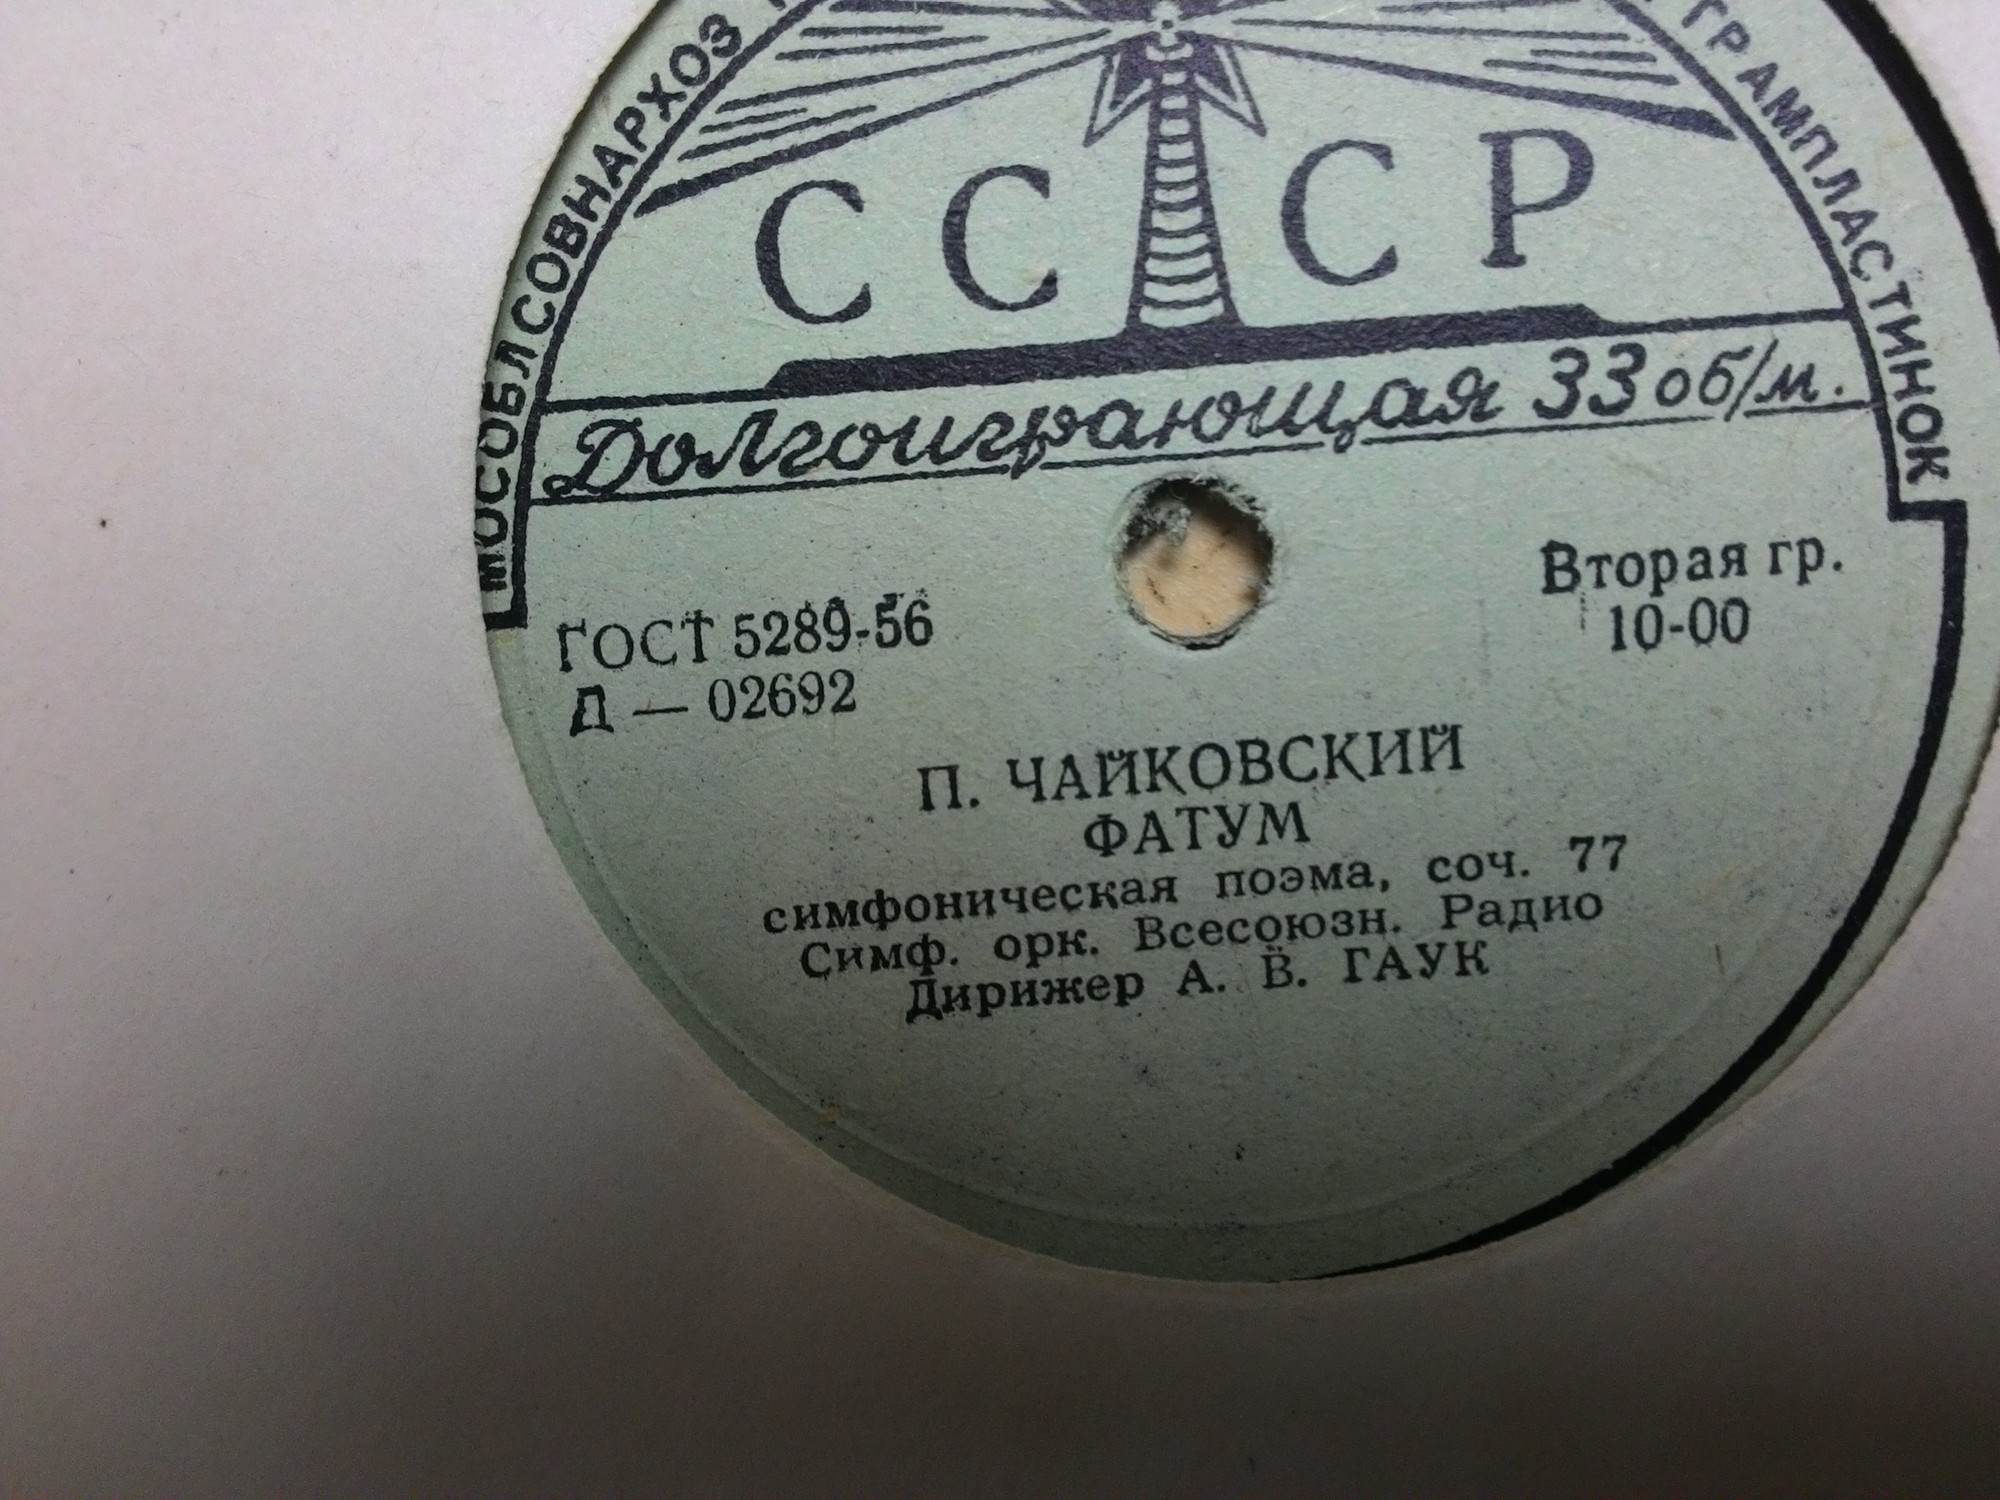 МОСОБЛСОВНАРХОЗ
ГРАМПЛАСТИНОК
СССР
Долгоиграющая 33 об/м.
ГОСТ 5289-56
Вторая гр.
Д — 02692
10-00
П. ЧАЙКОВСКИЙ
ФАТУМ
симфоническая поэма, соч. 77
Симф. орк. Всесоюзн. Радио
Дирижер А. В. ГАУК